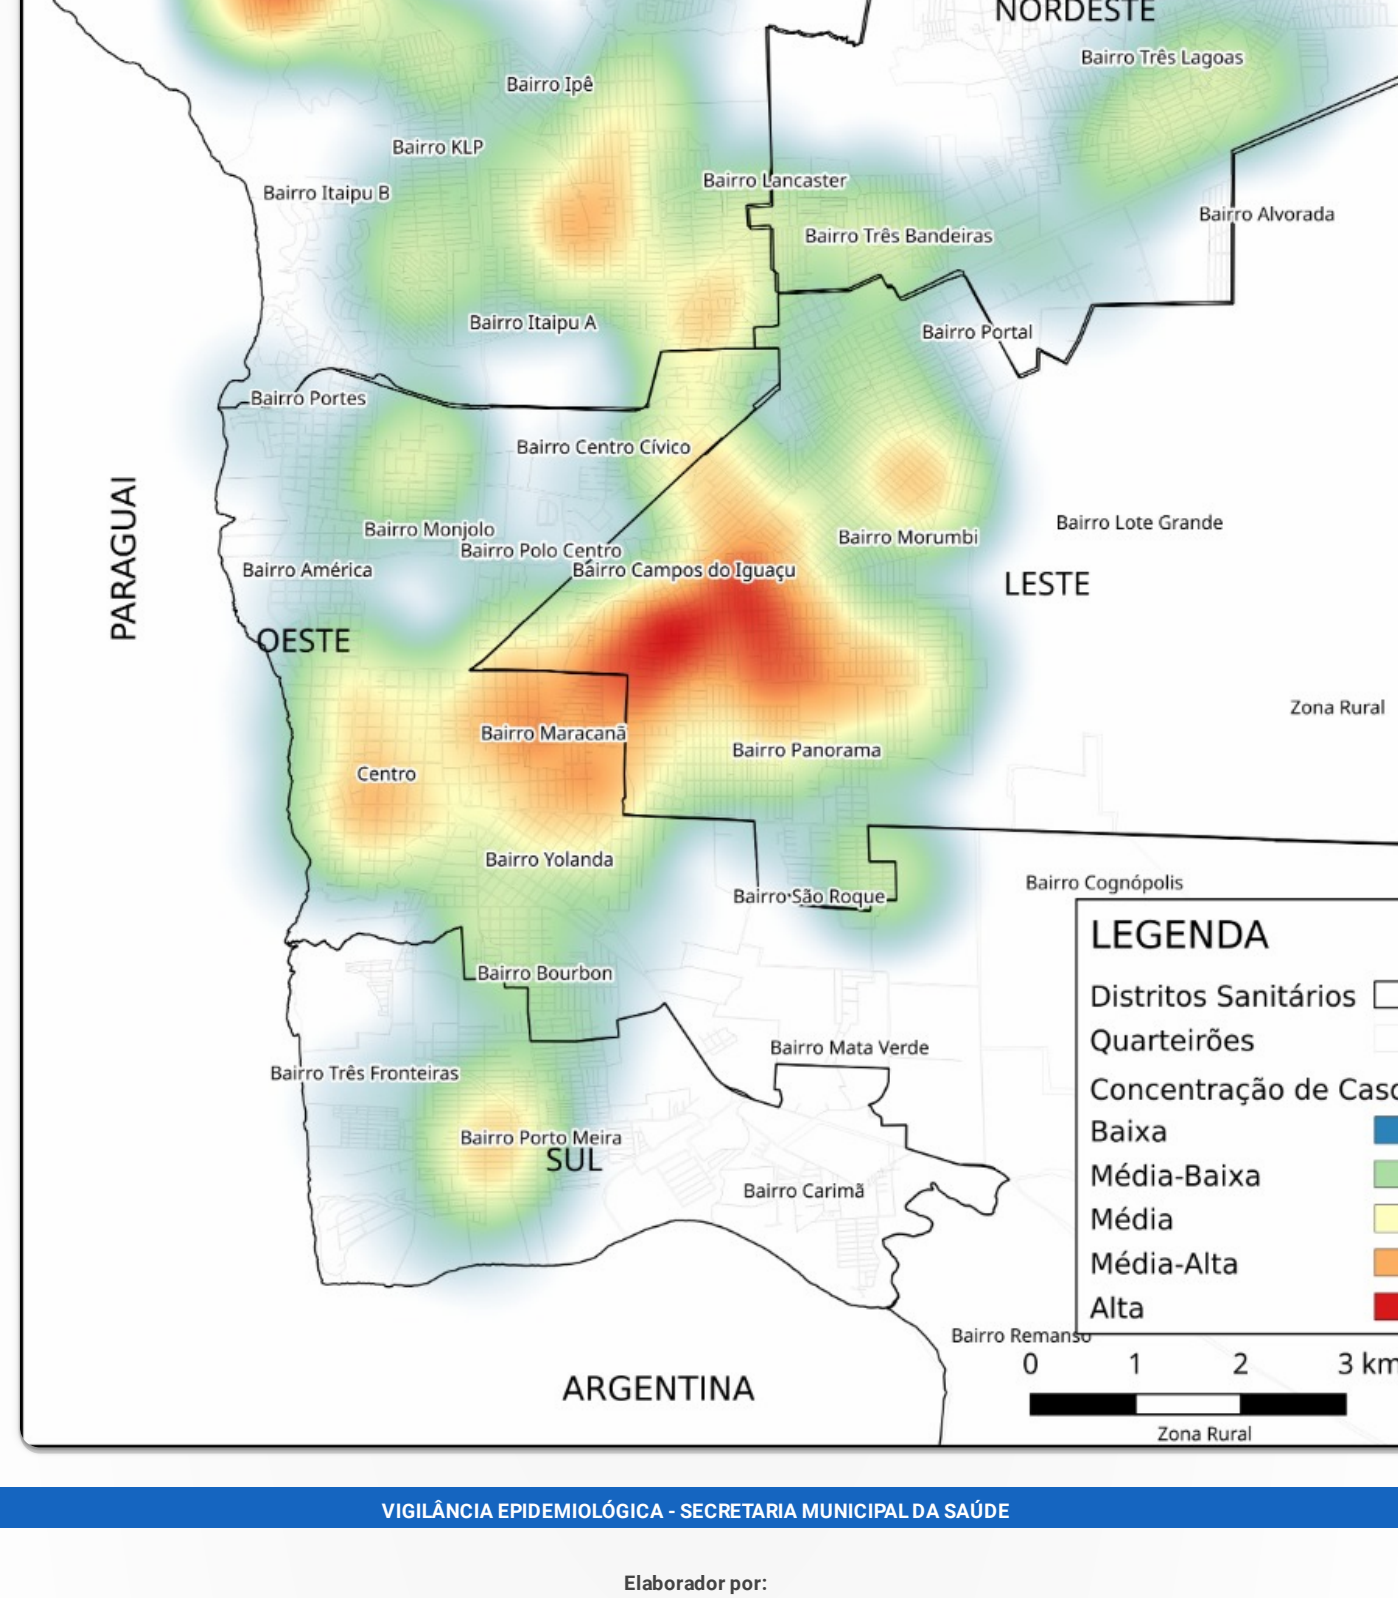 NORDESTE
Bairro Três Lagoas
Bairro Ipê
Bairro KLP
Bairro Lancaster
Bairro Itaipu B
Bairro Alvorada
Bairro Três Bandeiras
Bairro Itaipu A
Bairro Portal
Bairro Portes
Bairro Centro Cívico
PARAGUAI
Bairro Lote Grande
Bairro Monjolo
Bairro Morumbi
Bairro Polo Centro
Bairro América
Bairro Campos do Iguaçu
LESTE
OESTE
Zona Rural
Bairro Maracanã
Bairro Panorama
Centro
Bairro Yolanda
Bairro Cognópolis
Bairro São Roque
LEGENDA
Bairro Bourbon
Distritos Sanitários
Quarteirões
Bairro Mata Verde
Bairro Três Fronteiras
Concentração de Casc
Baixa
Bairro Porto Meira
SUL
Média-Baixa
Bairro Carimã
Média
Média-Alta
Alta
Bairro Remanso
0 1 2 3 km
ARGENTINA
Zona Rural
VIGILÂNCIA EPIDEMIOLÓGICA - SECRETARIA MUNICIPAL DA SAÚDE
Elaborador por: